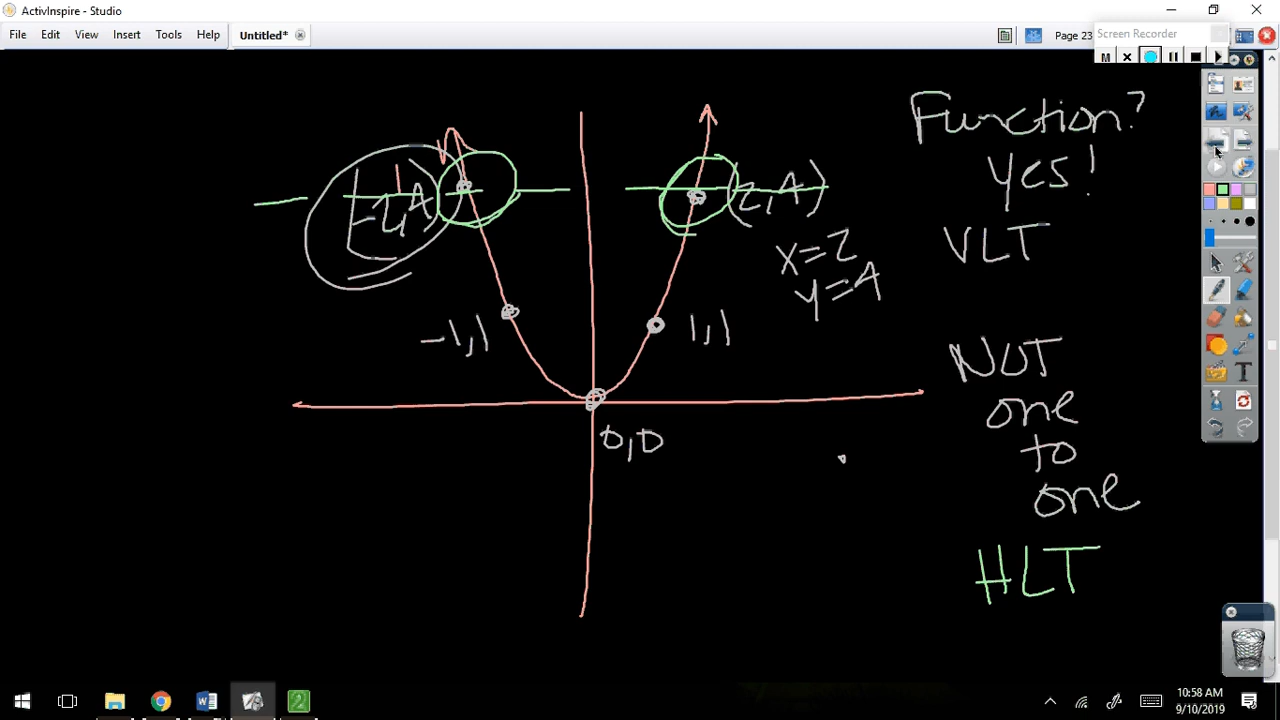 ActivInspire - Studio
File Edit View Insert Tools Help Untitled* Page 23
Screen Recorder
Function?
yes!
VLT
(-2,4)
(2,4)
x=2
y=4
-1,1
1,1
0,0
NOT
one
to
one
HLT
10:58 AM
9/10/2019